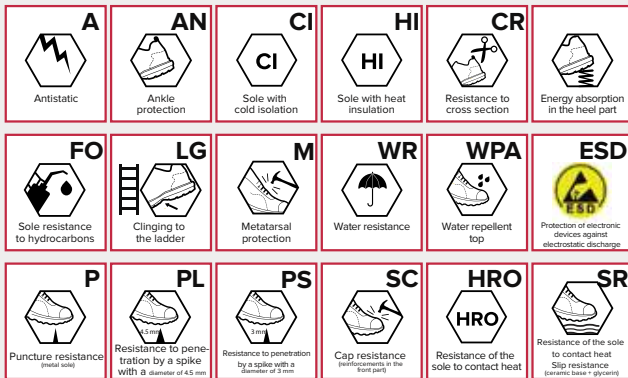 A
Antistatic
AN
Ankle
protection
CI
CI
Sole with
cold isolation
HI
HI
Sole with heat
insulation
CR
Resistance to
cross section
Energy absorption
in the heel part
FO
Sole resistance
to hydrocarbons
LG
Clinging to
the ladder
M
Metatarsal
protection
WR
Water resistance
WPA
Water repellent
top
ESD
ESD
Protection of electronic
devices against
electrostatic discharge
P
Puncture resistance
(metal sole)
PL
4.5 mm
Resistance to pene-
tration by a spike
with a diameter of 4.5 mm
PS
3 mm
Resistance to penetration
by a spike with a
diameter of 3 mm
SC
Cap resistance
(reinforcements in the
front part)
HRO
HRO
Resistance of the
sole to contact heat
SR
Resistance of the sole
to contact heat
Slip resistance
(ceramic base + glycerin)